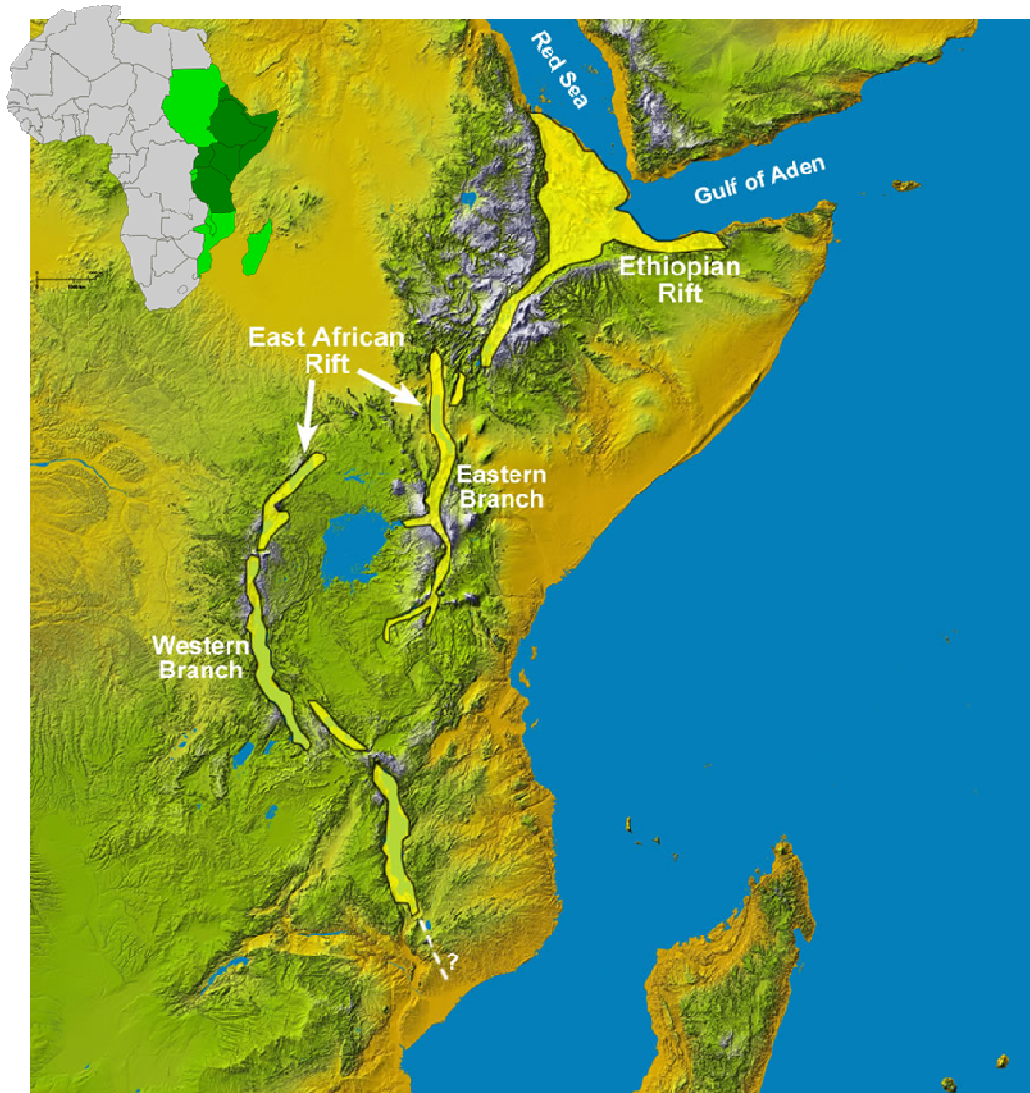 Red Sea
Gulf of Aden
Ethiopian
Rift
East African
Rift
Eastern
Branch
Western
Branch
?